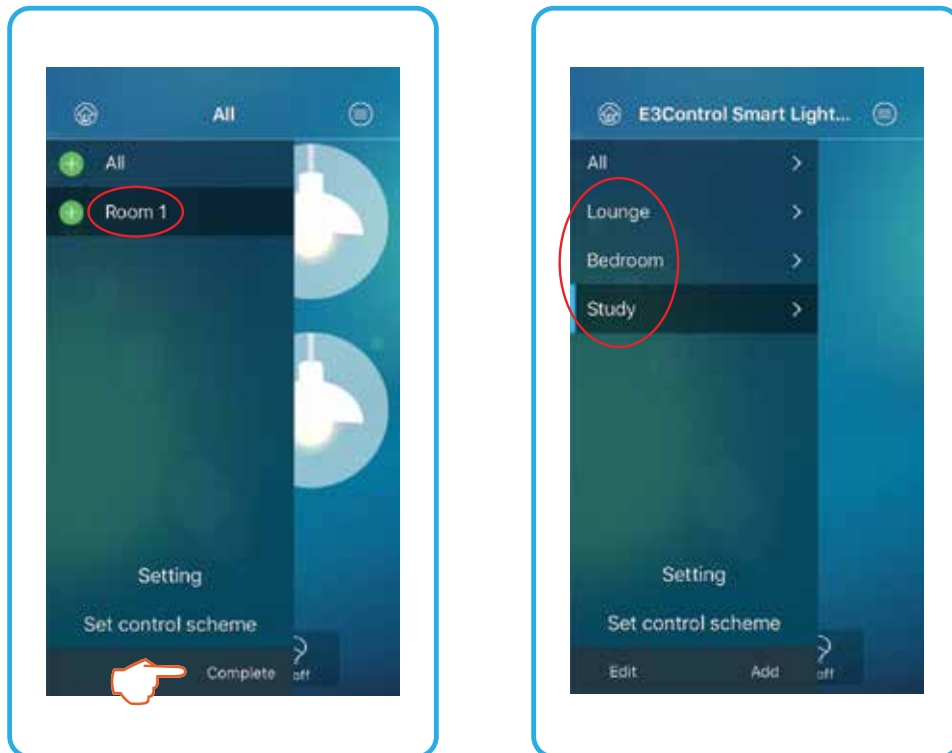 All
All
Room 1
Setting
Set control scheme
Complete
off
E3Control Smart Light...
All
Lounge
Bedroom
Study
Setting
Set control scheme
Edit
Add
off